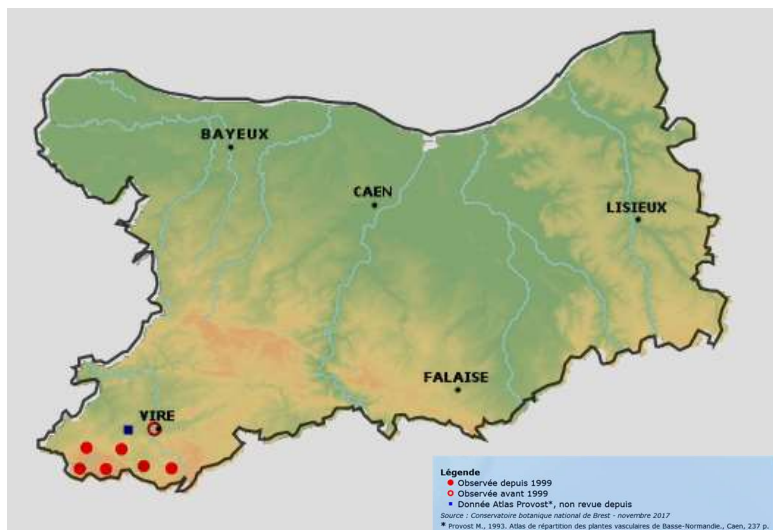 BAYEUX
CAEN
LISIEUX
FALAISE
VIRE
Légende
Observée depuis 1999
Observée avant 1999
Donnée Atlas Provost*, non revue depuis
Source : Conservatoire botanique national de Brest - novembre 2017
* Provost M., 1993. Atlas de répartition des plantes vasculaires de Basse-Normandie., Caen, 237 p.